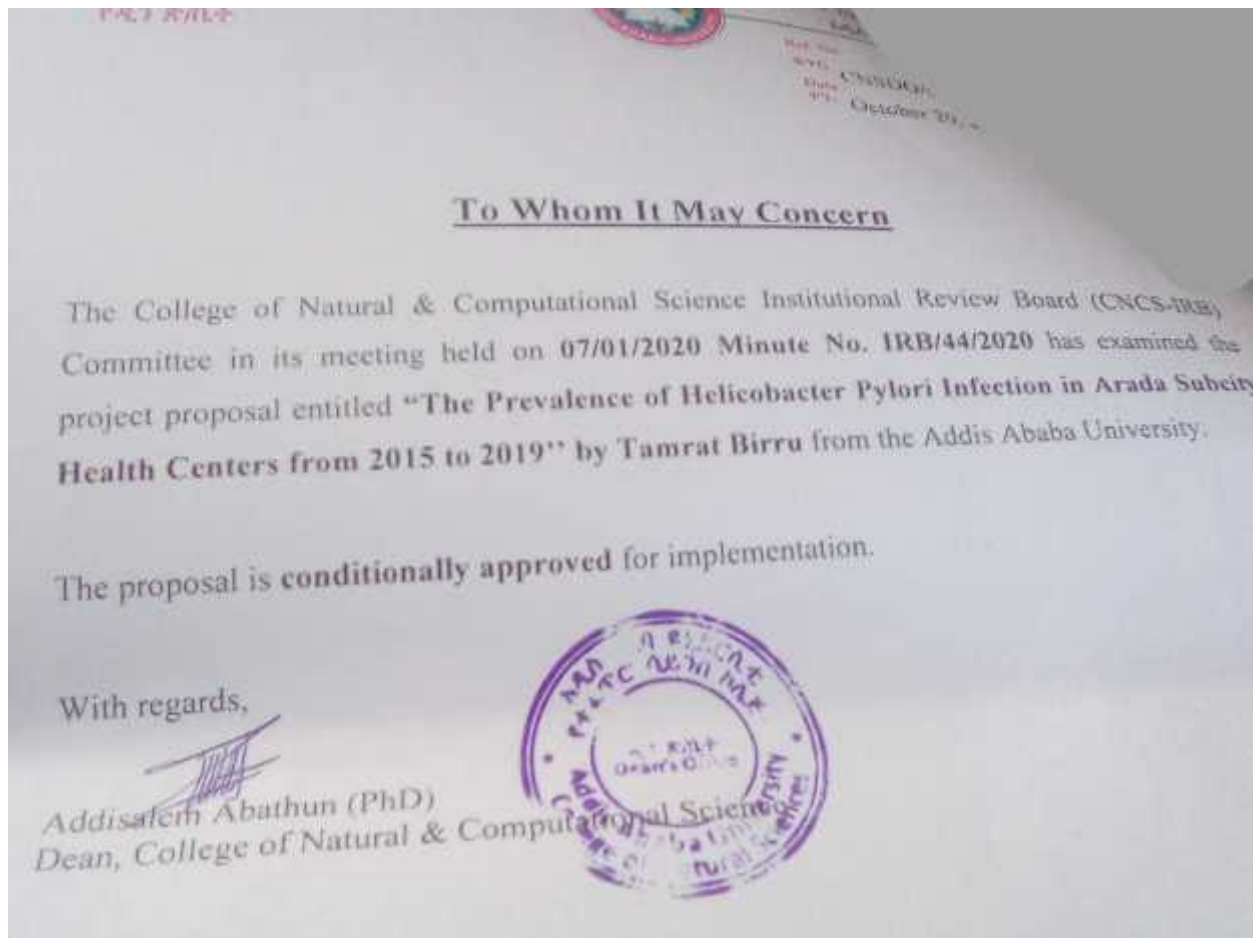 To Whom It May Concern
The College of Natural & Computational Science Institutional Review Board (CNCS-IRB)
Committee in its meeting held on 07/01/2020 Minute No. IRB/44/2020 has examined the
project proposal entitled “The Prevalence of Helicobacter Pylori Infection in Arada Subcity
Health Centers from 2015 to 2019’’ by Tamrat Birru from the Addis Ababa University.
The proposal is conditionally approved for implementation.
With regards,
Addisalem Abathun (PhD)
Dean, College of Natural & Computational Science